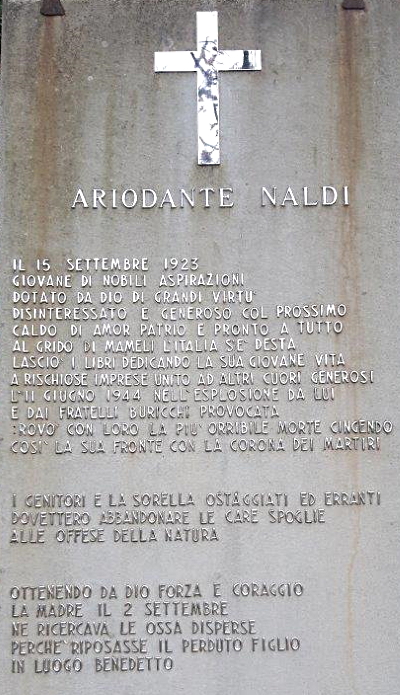 ARIODANTE NALDI
IL 15 SETTEMBRE 1923
GIOVANE DI NOBILI ASPIRAZIONI
DOTATO DA DIO DI GRANDI VIRTU'
DISINTERESSATO E GENEROSO COL PROSSIMO
CALDO DI AMOR PATRIO E PRONTO A TUTTO
AL GRIDO DI MAMELI L'ITALIA S'E' DESTA
LASCIO' I LIBRI DEDICANDO LA SUA GIOVANE VITA
A RISCHIOSE IMPRESE UNITO AD ALTRI CUORI GENEROSI
L'11 GIUGNO 1944 NELL'ESPLOSIONE DA LUI
E DAI FRATELLI BURICCHI PROVOCATA
TROVO' CON LORO LA PIU' ORRIBILE MORTE CINGENDO
COSI' LA SUA FRONTE CON LA CORONA DEI MARTIRI
I GENITORI E LA SORELLA OSTAGGIATI ED ERRANTI
DOVETTERO ABBANDONARE LE CARE SPOGLIE
ALLE OFFESE DELLA NATURA
OTTENENDO DA DIO FORZA E CORAGGIO
LA MADRE IL 2 SETTEMBRE
NE RICERCAVA LE OSSA DISPERSE
PERCHE' RIPOSASSE IL PERDUTO FIGLIO
IN LUOGO BENEDETTO